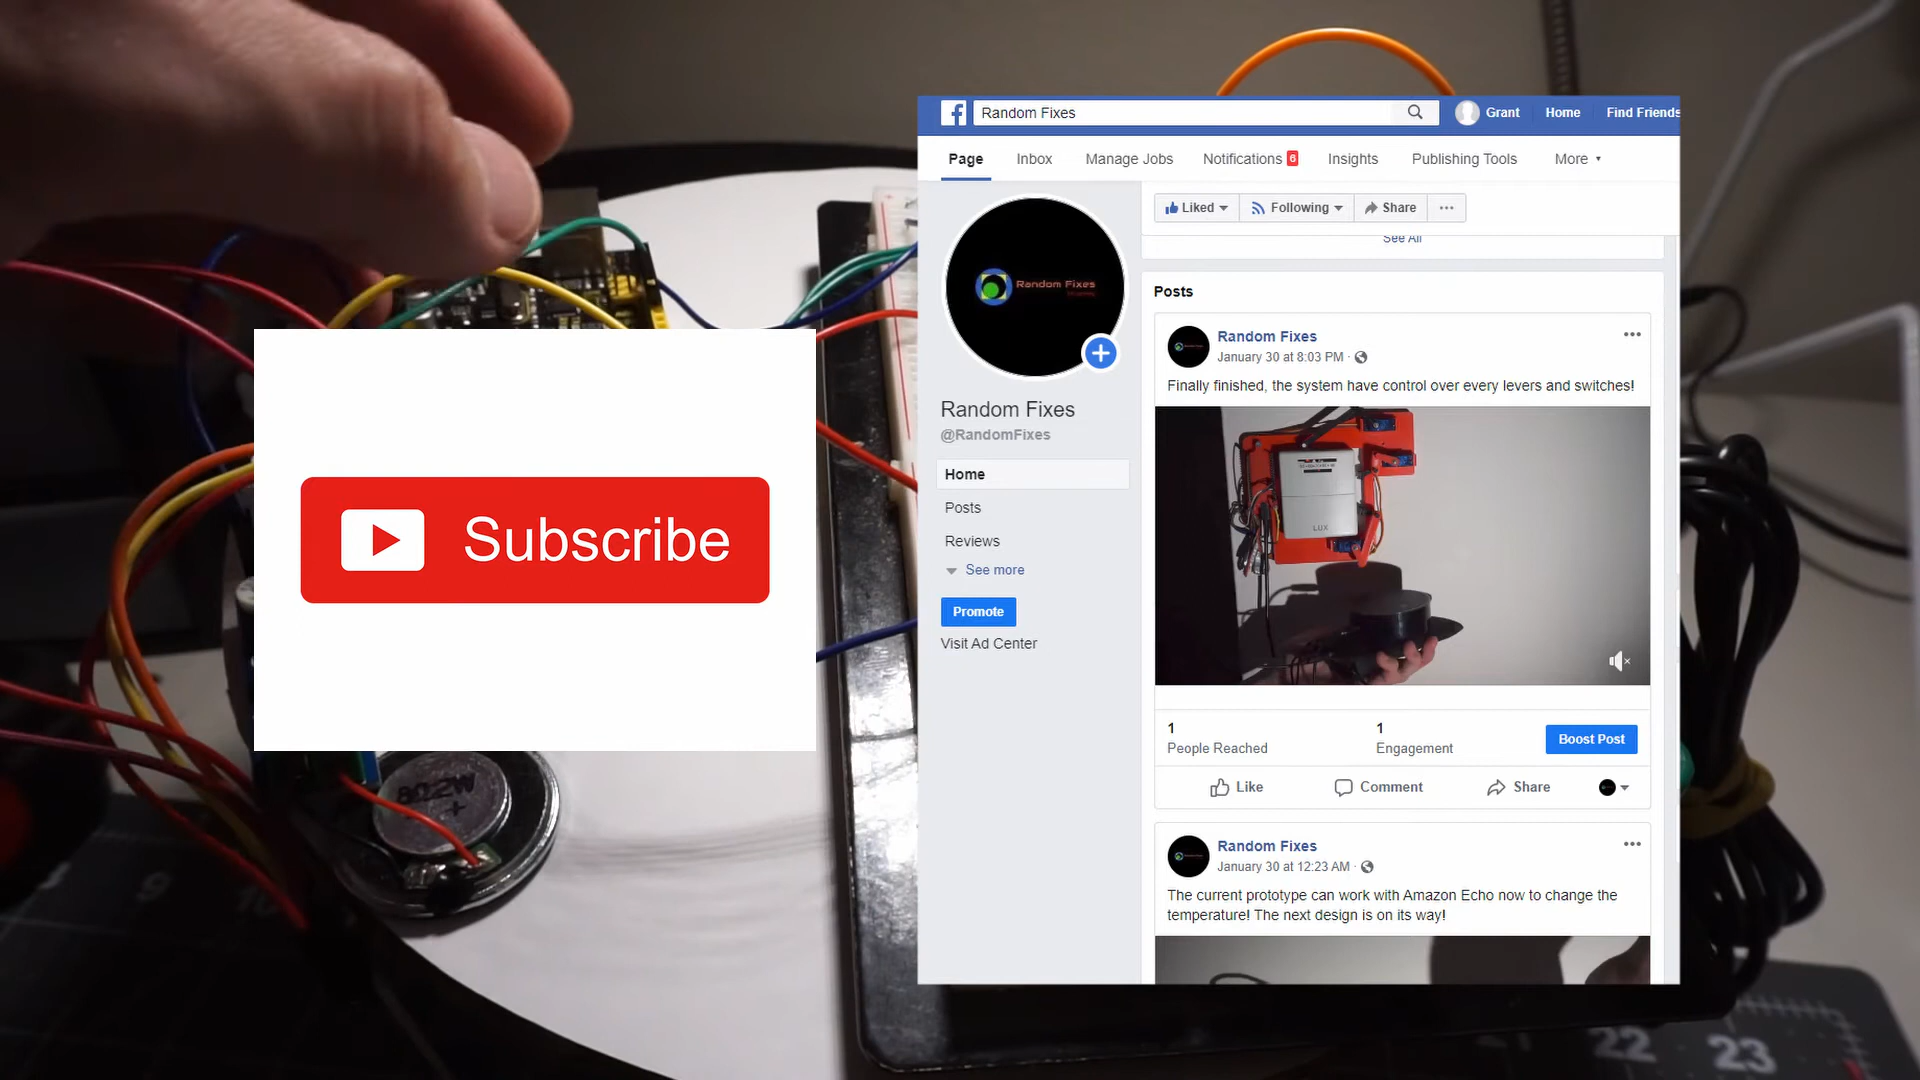 Random Fixes
Grant
Home
Find Friends
Page
Inbox
Manage Jobs
Notifications 6
Insights
Publishing Tools
More
Liked
Following
Share
See All
Random Fixes
Random Fixes
@RandomFixes
Home
Posts
Reviews
See more
Promote
Visit Ad Center
Posts
Random Fixes
January 30 at 8:03 PM ·
Finally finished, the system have control over every levers and switches!
LUX
1
People Reached
1
Engagement
Boost Post
Like
Comment
Share
Random Fixes
January 30 at 12:23 AM ·
The current prototype can work with Amazon Echo now to change the
temperature! The next design is on its way!
Subscribe
8Ω2W
+
9
10
22
23